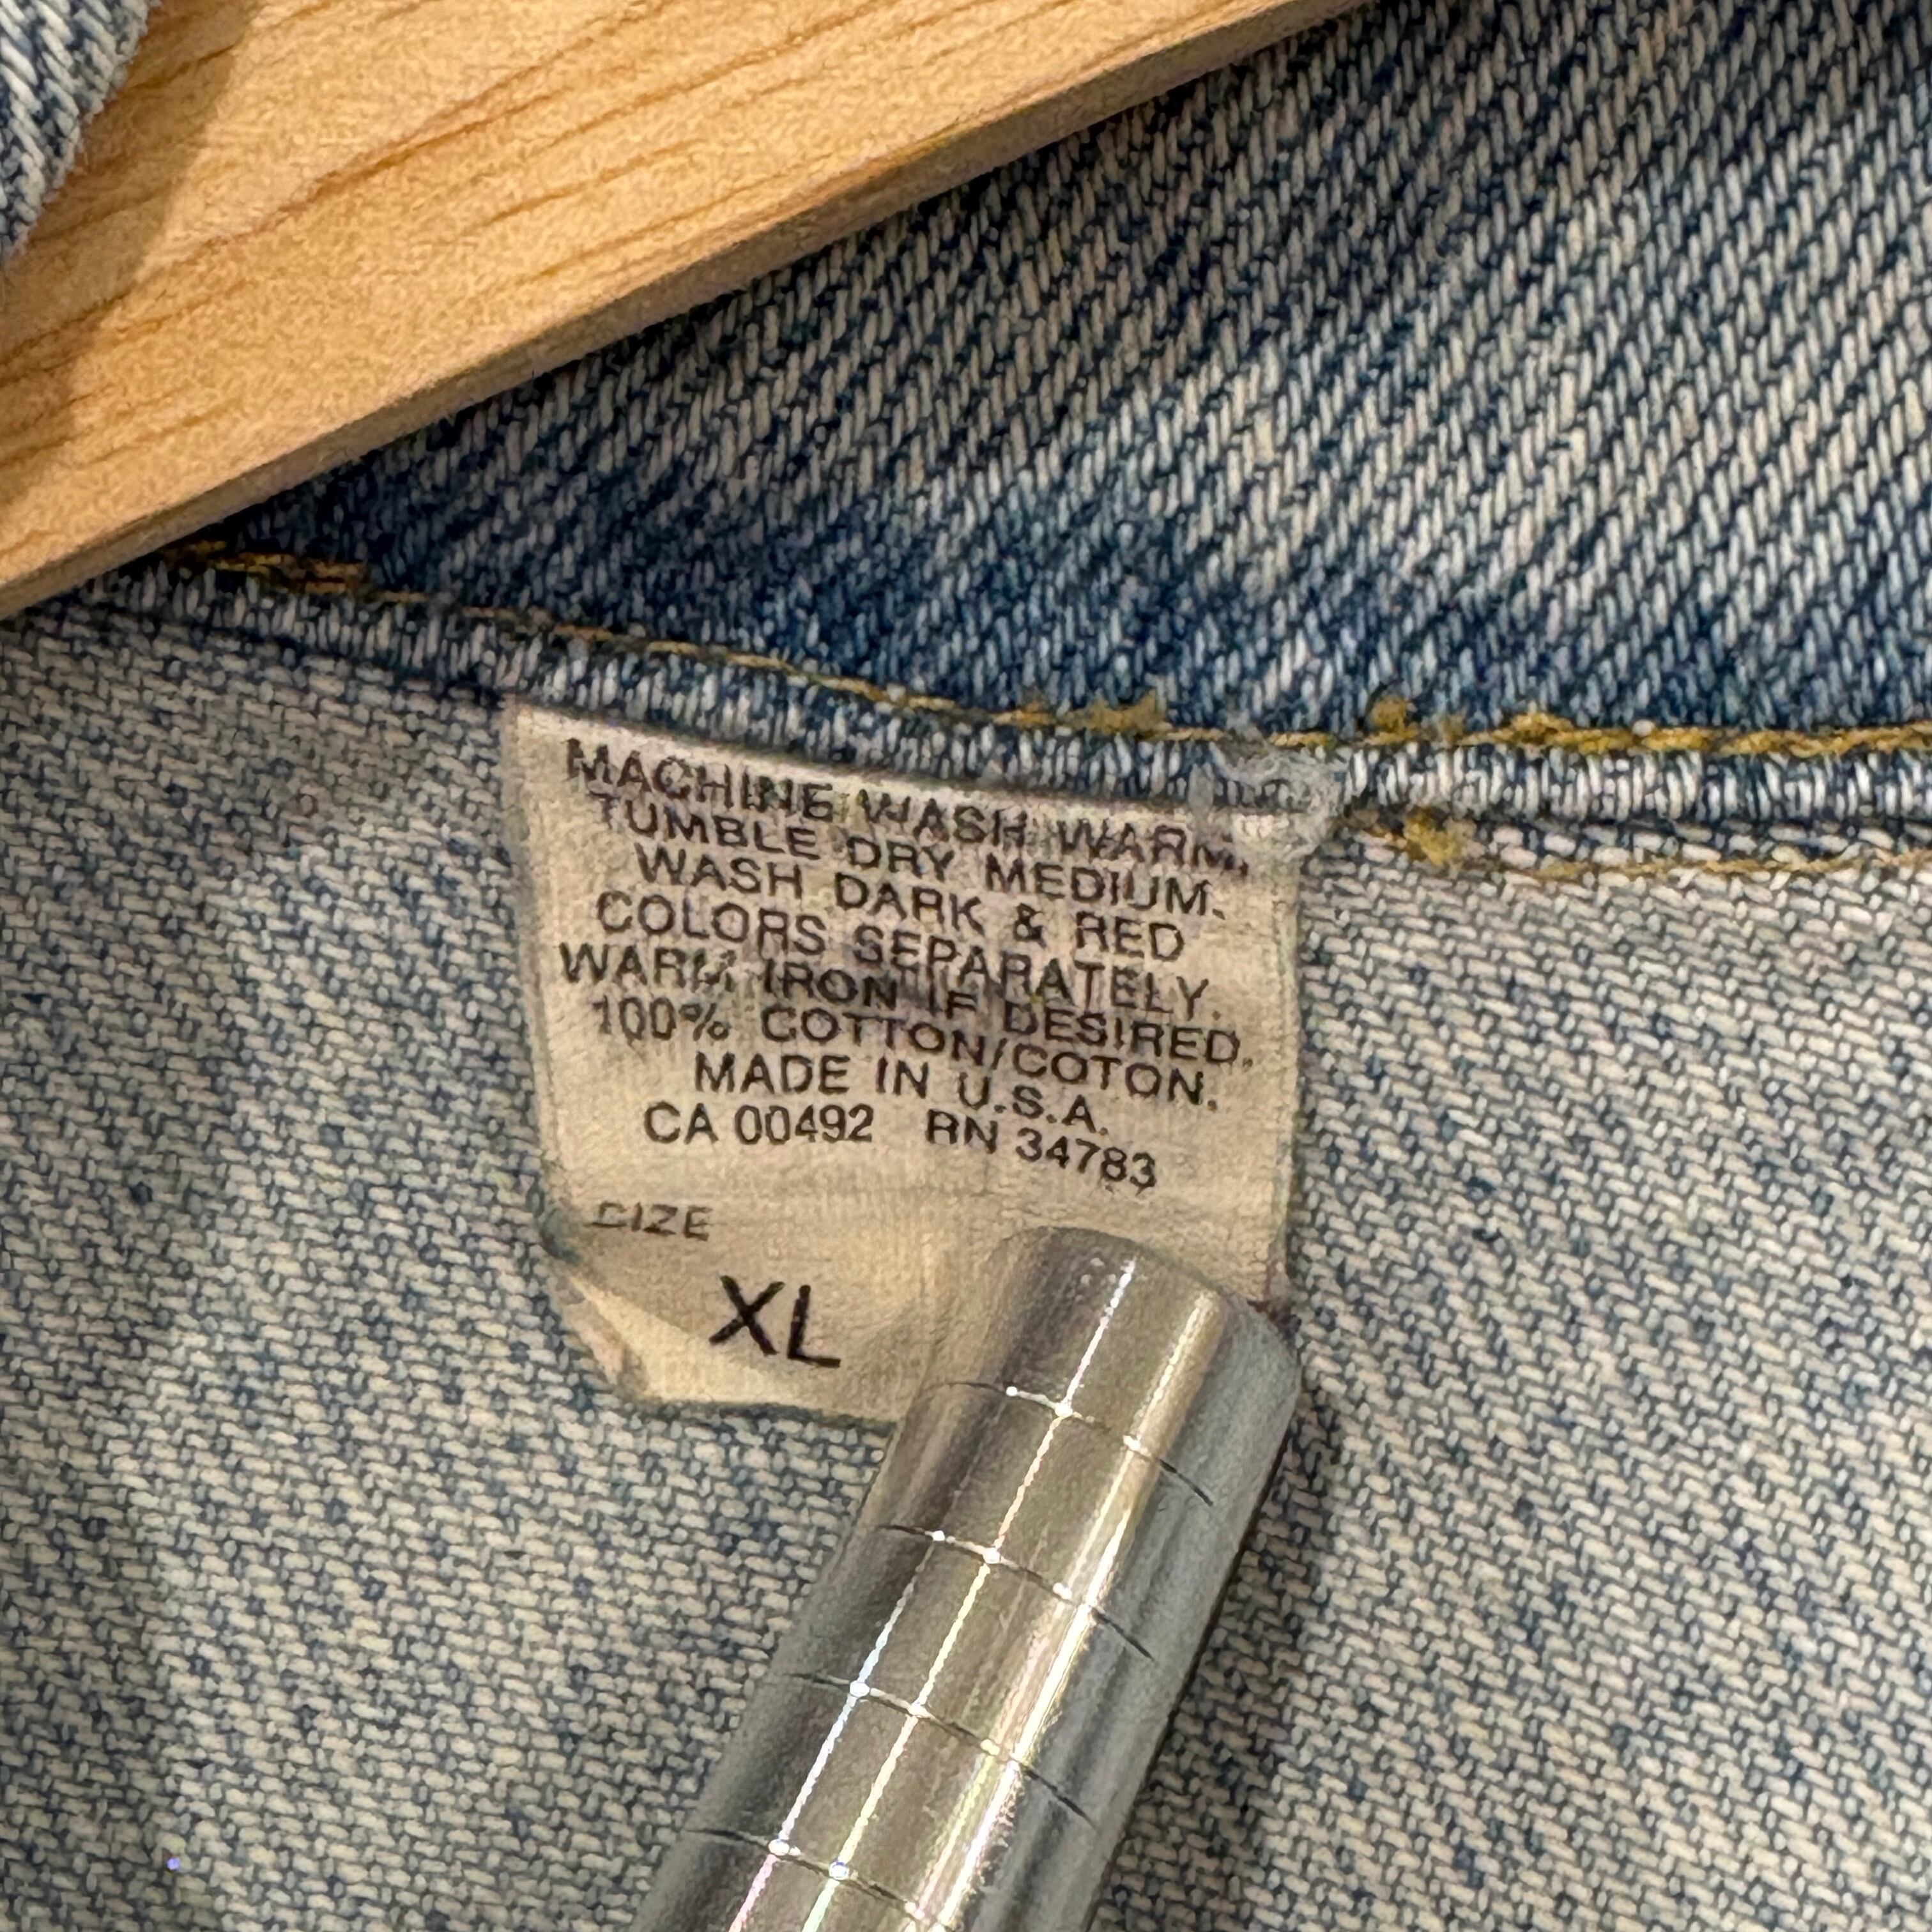 MACHINE WASH WARM,
TUMBLE DRY MEDIUM.
WASH DARK & RED
COLORS SEPARATELY.
WARM IRON IF DESIRED.
100% COTTON/COTON.
MADE IN U.S.A.
CA 00492 RN 34783
SIZE
XL